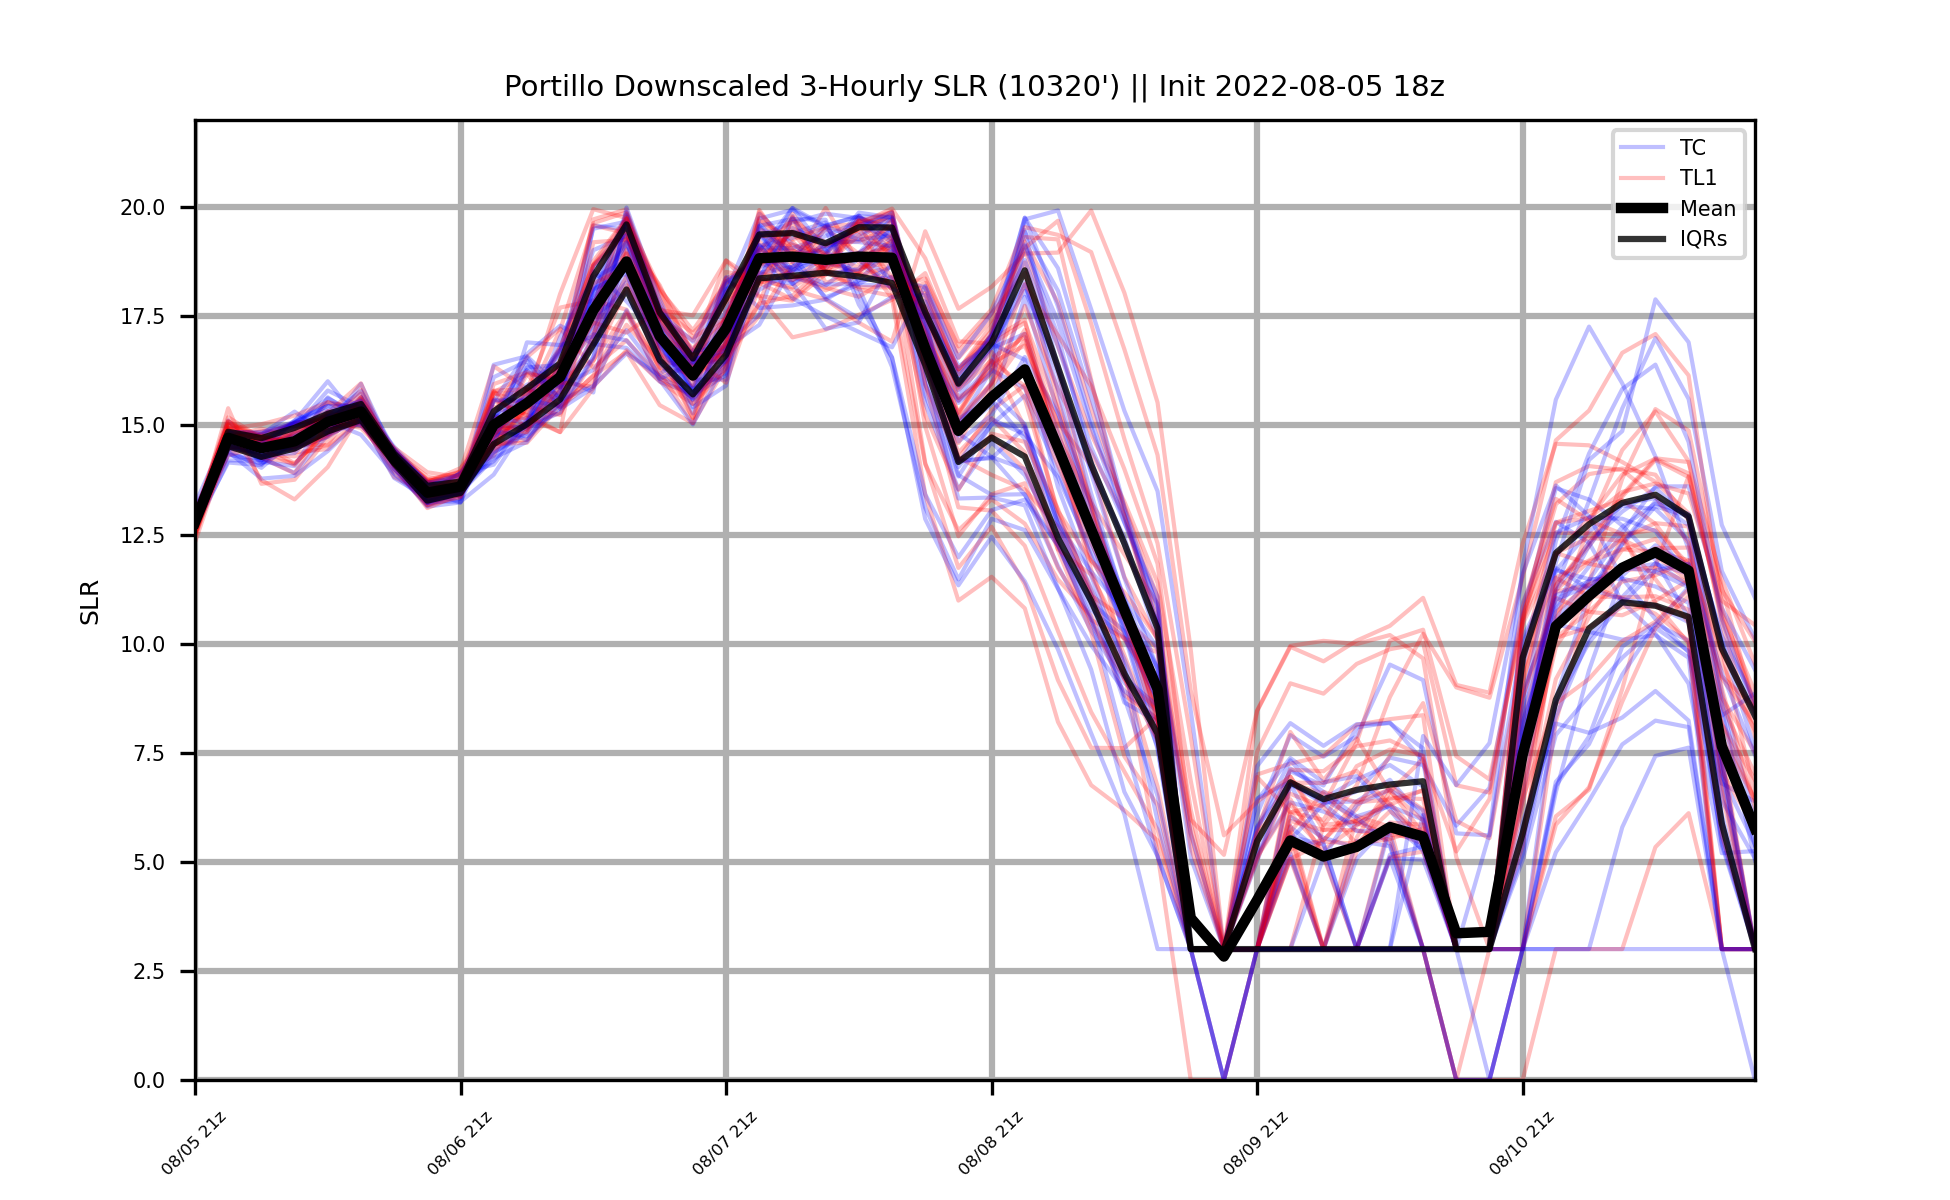 Portillo Downscaled 3-Hourly SLR (10320') || Init 2022-08-05 18z
TC
TL1
Mean
IQRs
SLR
20.0
17.5
15.0
12.5
10.0
7.5
5.0
2.5
0.0
08/05 21z
08/06 21z
08/07 21z
08/08 21z
08/09 21z
08/10 21z